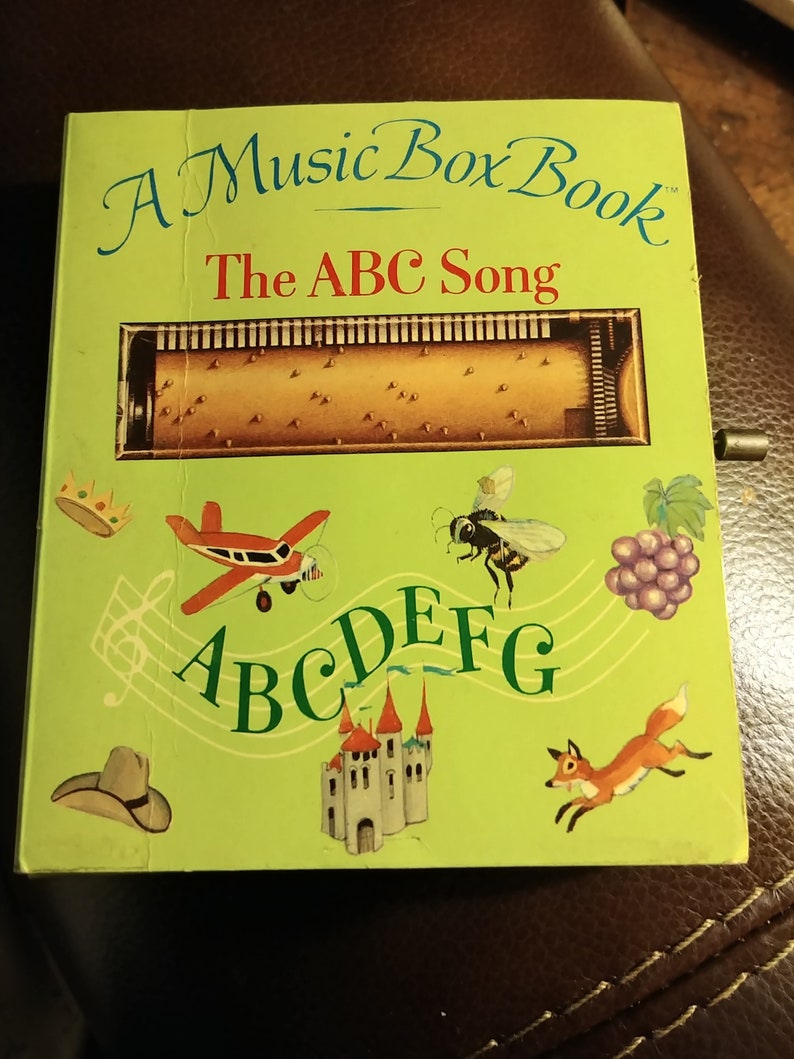 A Music Box Book™
The ABC Song
ABCDEFG